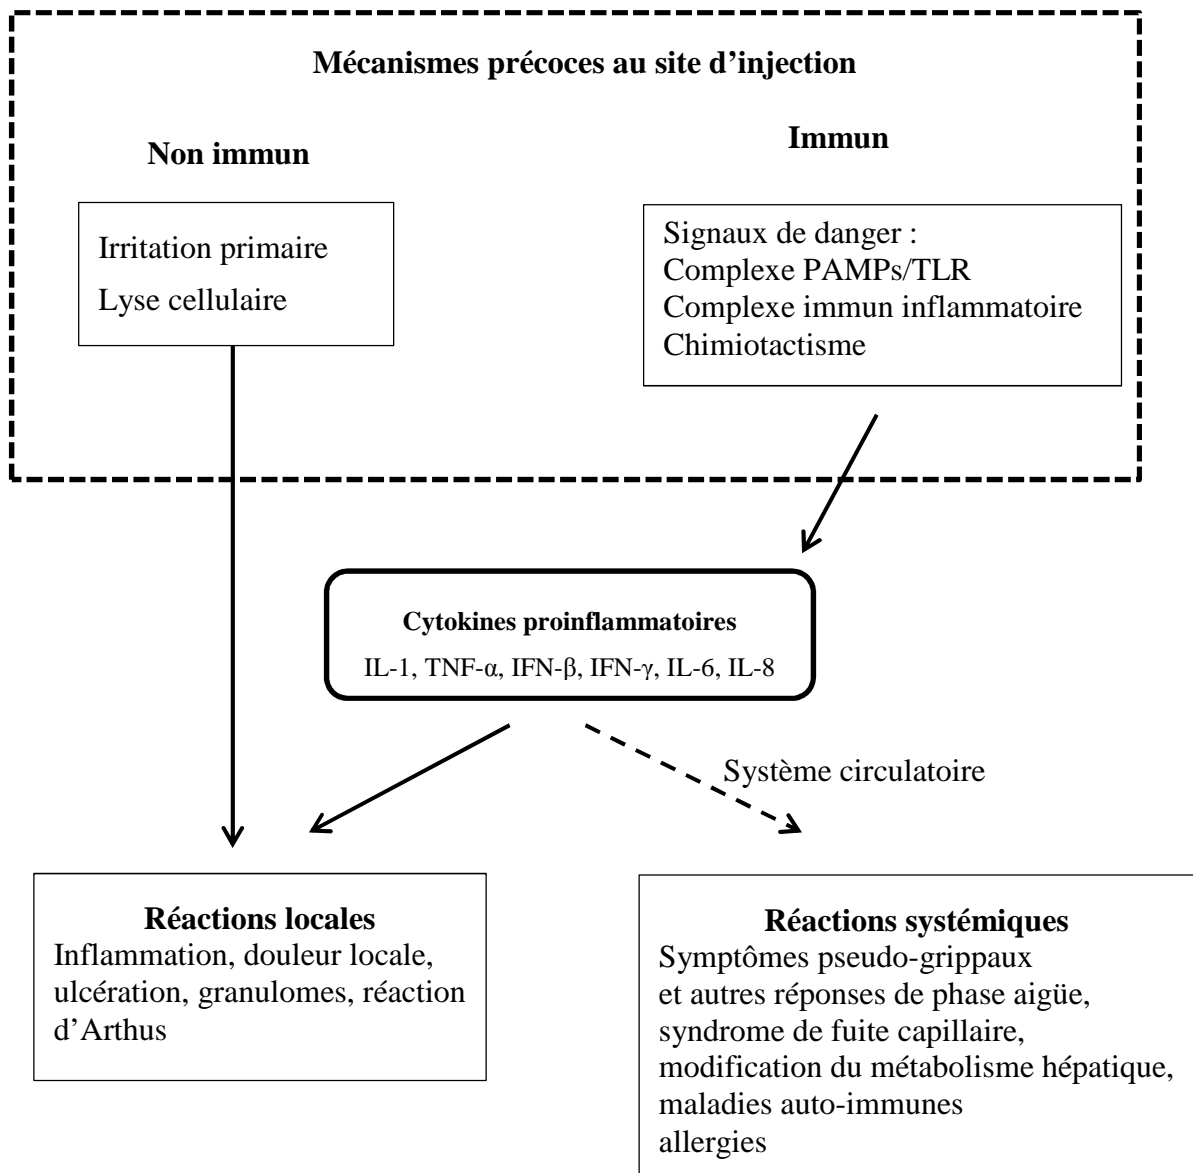 Mécanismes précoces au site d’injection
Non immun
Immun
Irritation primaire
Lyse cellulaire
Signaux de danger :
Complexe PAMPs/TLR
Complexe immun inflammatoire
Chimiotactisme
Cytokines proinflammatoires
IL-1, TNF-α, IFN-β, IFN-γ, IL-6, IL-8
Système circulatoire
Réactions locales
Inflammation, douleur locale,
ulcération, granulomes, réaction
d’Arthus
Réactions systémiques
Symptômes pseudo-grippaux
et autres réponses de phase aigüe,
syndrome de fuite capillaire,
modification du métabolisme hépatique,
maladies auto-immunes
allergies